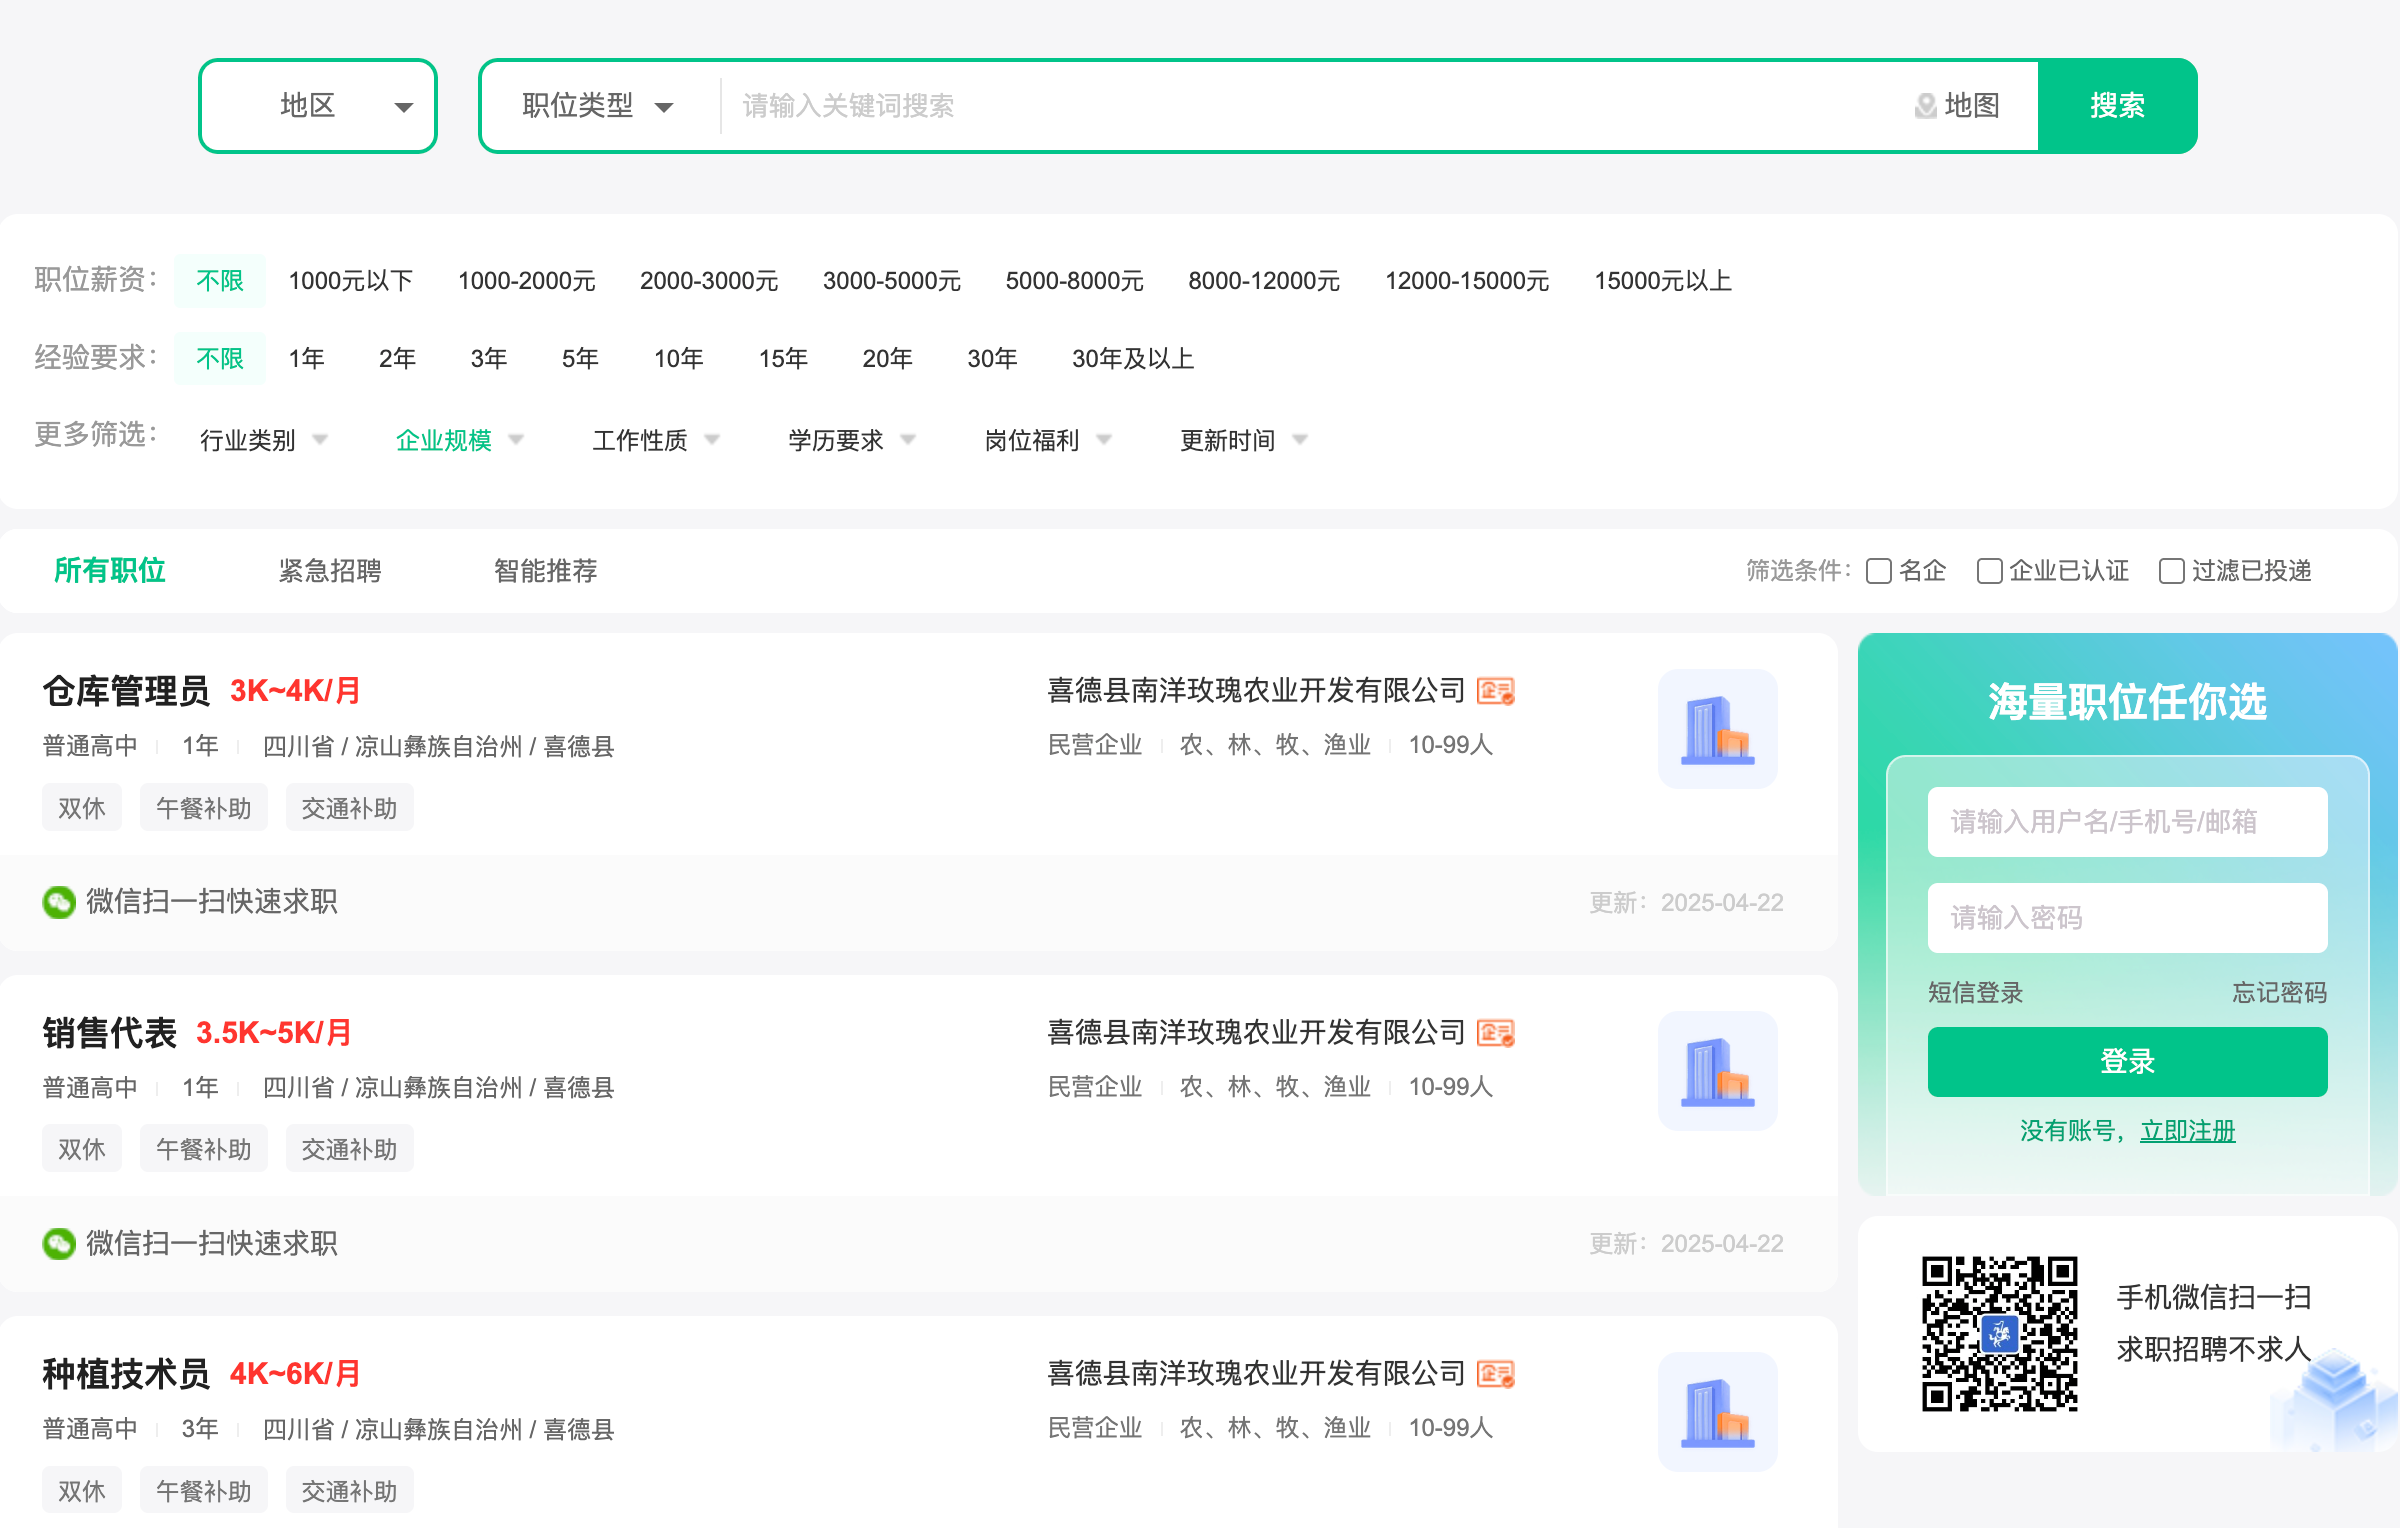 地区
职位类型 请输入关键词搜索 地图 搜索
职位薪资： 不限 1000元以下 1000-2000元 2000-3000元 3000-5000元 5000-8000元 8000-12000元 12000-15000元 15000元以上
经验要求： 不限 1年 2年 3年 5年 10年 15年 20年 30年 30年及以上
更多筛选： 行业类别 企业规模 工作性质 学历要求 岗位福利 更新时间
所有职位 紧急招聘 智能推荐 筛选条件： 名企 企业已认证 过滤已投递
仓库管理员 3K~4K/月
普通高中 1年 四川省 / 凉山彝族自治州 / 喜德县
双休 午餐补助 交通补助
喜德县南洋玫瑰农业开发有限公司 企
民营企业 农、林、牧、渔业 10-99人
微信扫一扫快速求职 更新：2025-04-22
销售代表 3.5K~5K/月
普通高中 1年 四川省 / 凉山彝族自治州 / 喜德县
双休 午餐补助 交通补助
喜德县南洋玫瑰农业开发有限公司 企
民营企业 农、林、牧、渔业 10-99人
微信扫一扫快速求职 更新：2025-04-22
种植技术员 4K~6K/月
普通高中 3年 四川省 / 凉山彝族自治州 / 喜德县
双休 午餐补助 交通补助
喜德县南洋玫瑰农业开发有限公司 企
民营企业 农、林、牧、渔业 10-99人
海量职位任你选
请输入用户名/手机号/邮箱
请输入密码
短信登录 忘记密码
登录
没有账号，立即注册
手机微信扫一扫
求职招聘不求人